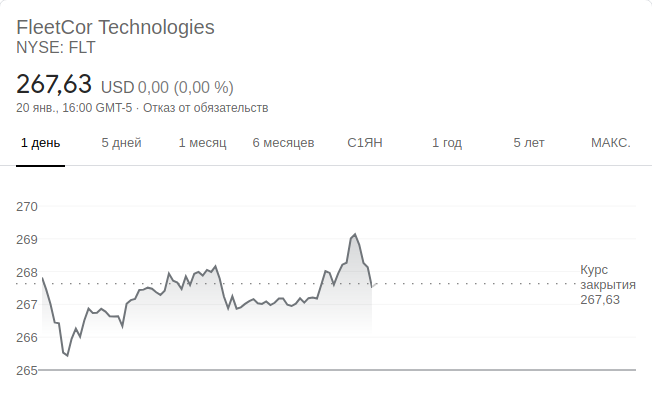 FleetCor Technologies
NYSE: FLT
267,63 USD 0,00 (0,00 %)
20 янв., 16:00 GMT-5 · Отказ от обязательств
1 день 5 дней 1 месяц 6 месяцев С1ЯН 1 год 5 лет МАКС.
270
269
268
267
266
265
Курс
закрытия
267,63